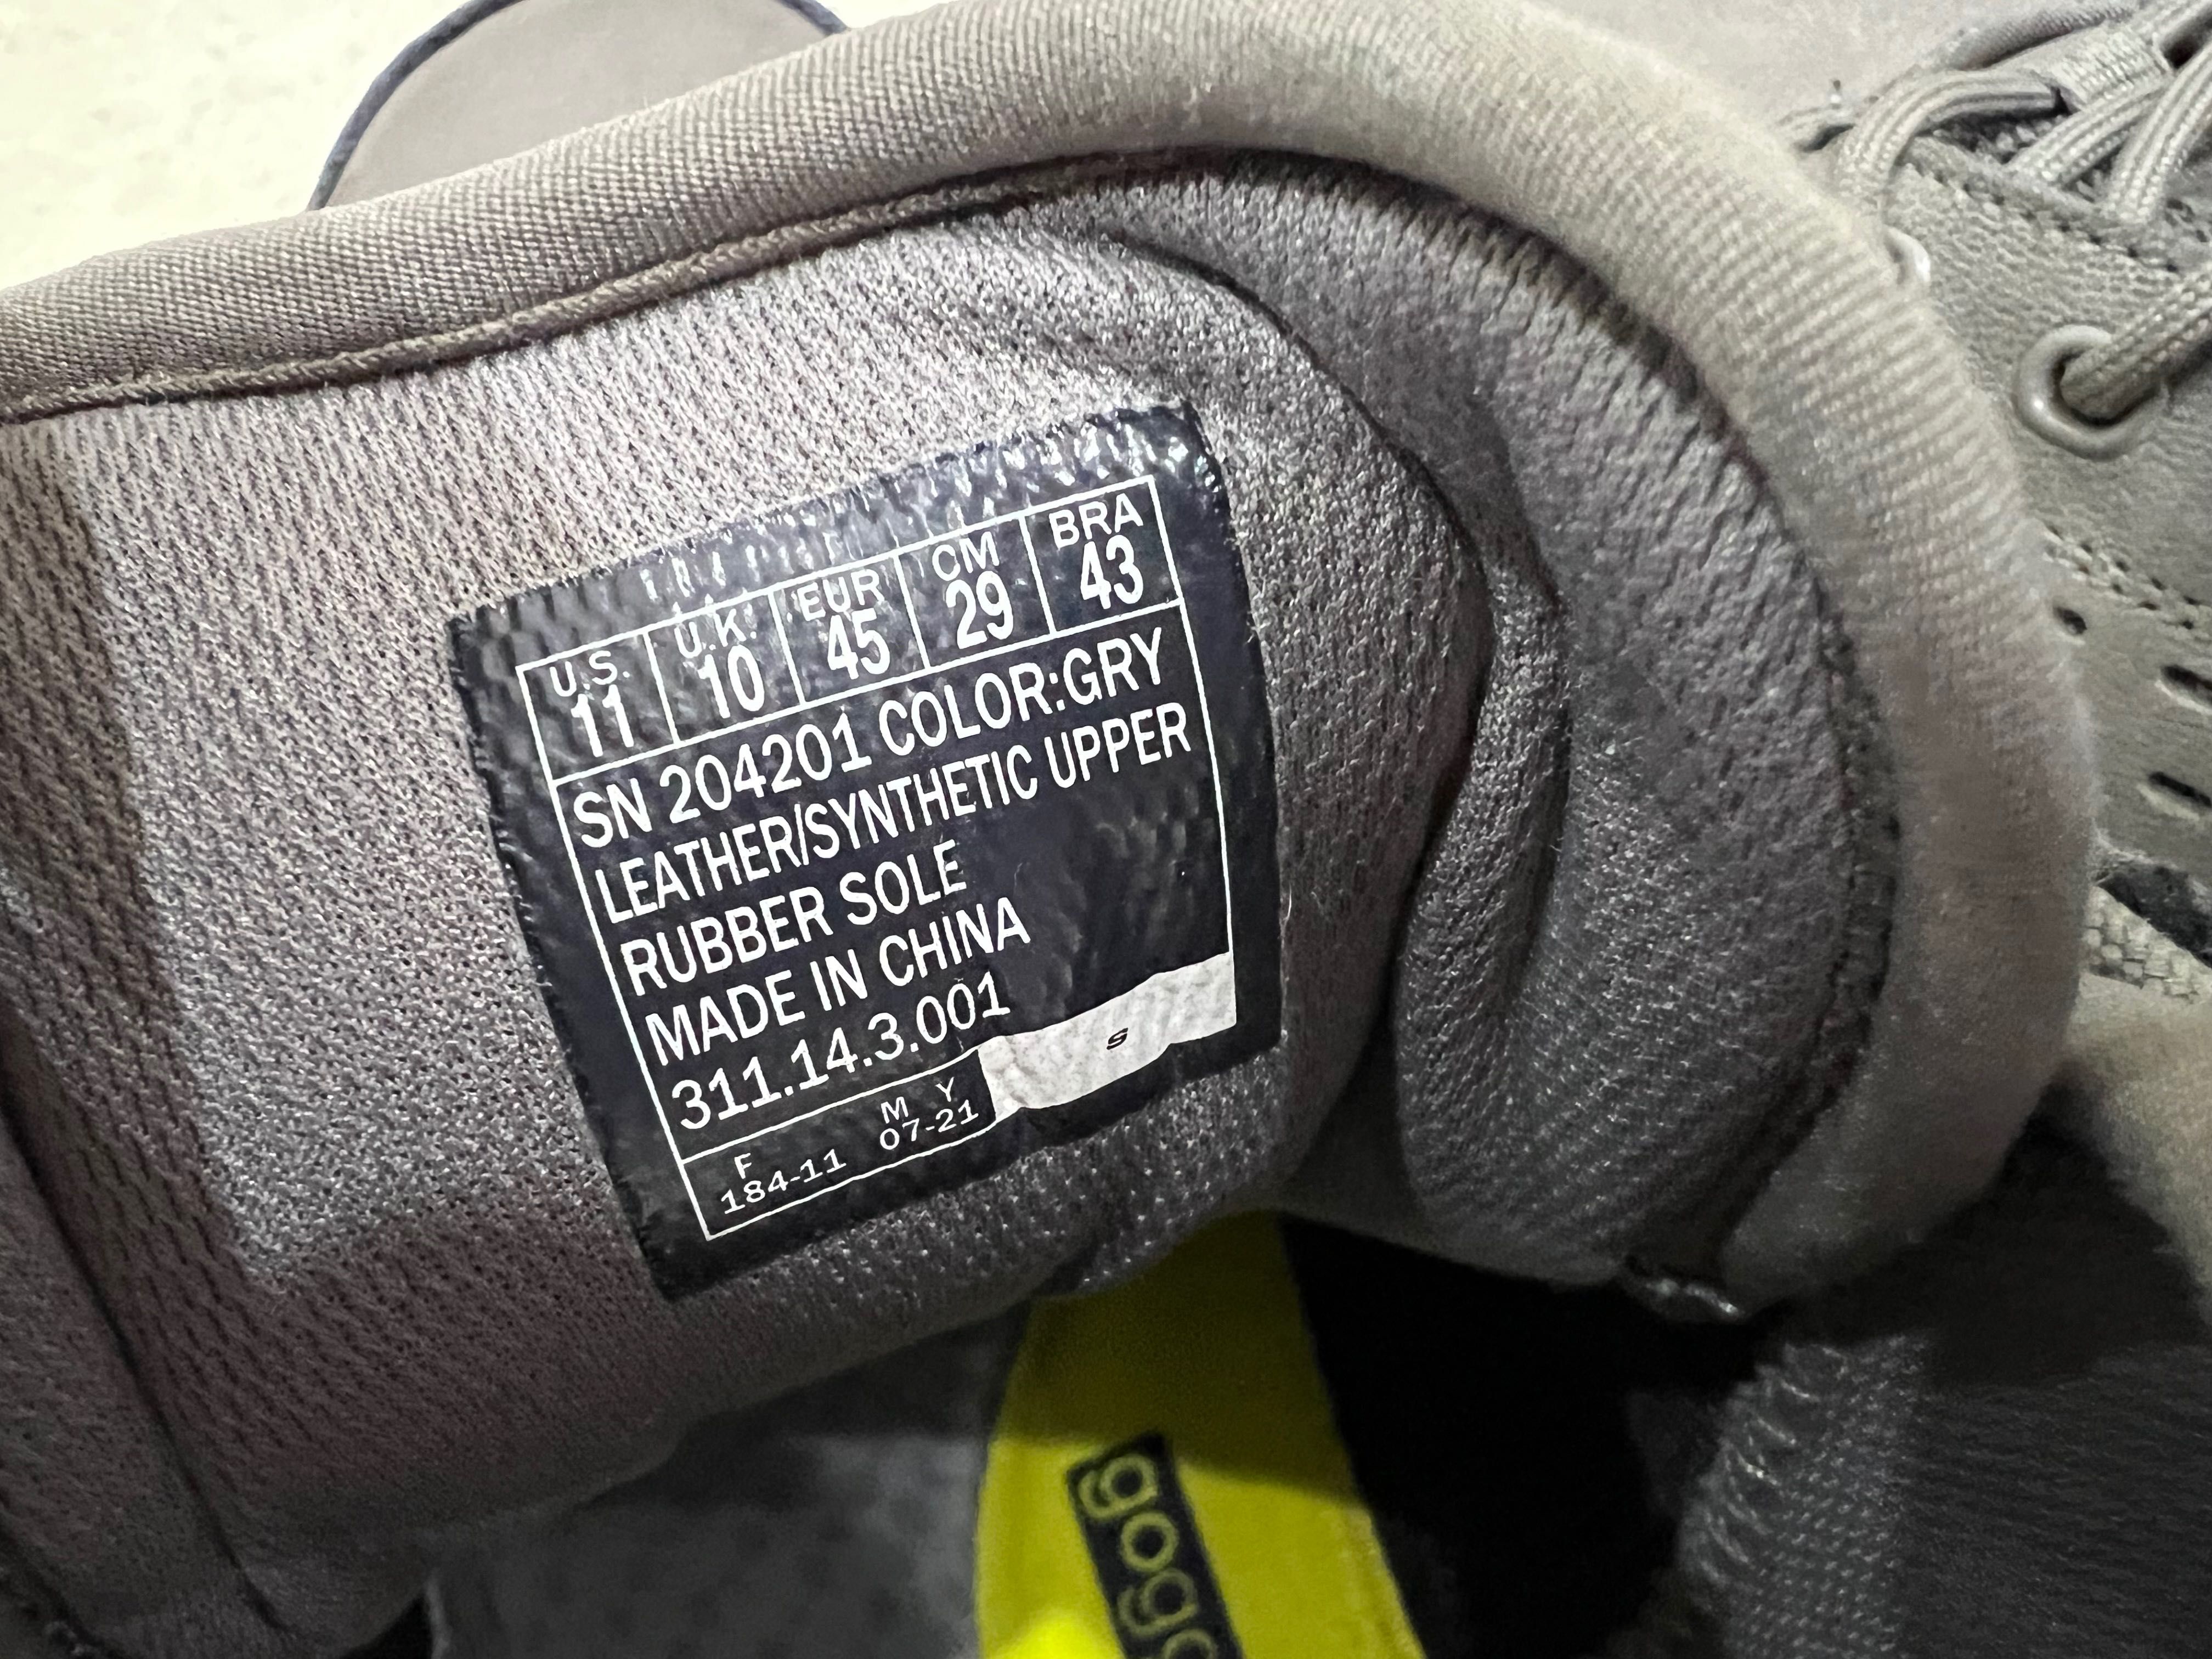 U.S. U.K. EUR CM BRA
11 10 45 29 43
SN 204201 COLOR:GRY
LEATHER/SYNTHETIC UPPER
RUBBER SOLE
MADE IN CHINA
311.14.3.001
F M Y S
184-11 07-21
gog